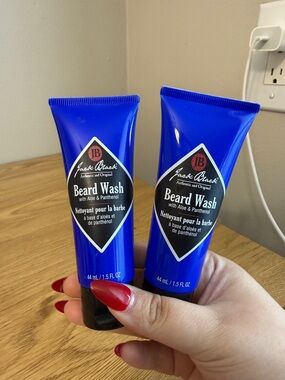 JB
Jack Black
Authentic and Original
Beard Wash
with Aloe & Panthenol
Nettoyant pour la barbe
à base d'aloès et
de panthénol
44 mL / 1.5 FL OZ
JB
Jack Black
Authentic and Original
Beard Wash
with Aloe & Panthenol
Nettoyant pour la barbe
à base d'aloès et
de panthénol
44 mL / 1.5 FL OZ